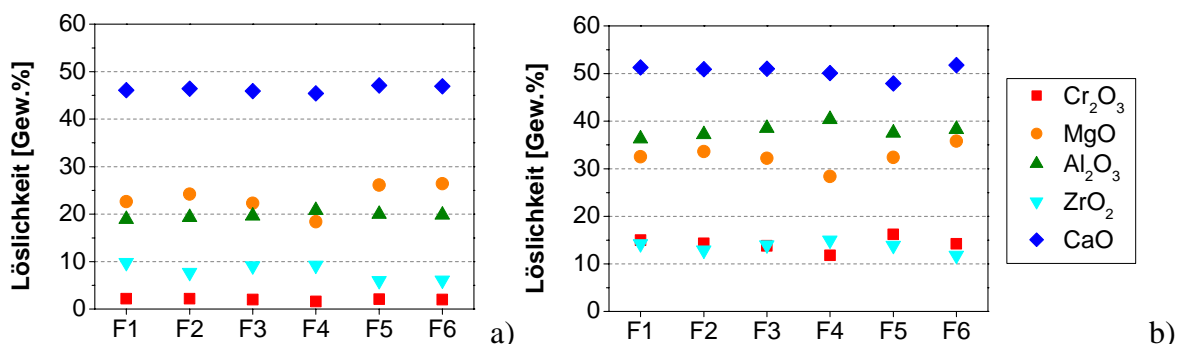 Löslichkeit [Gew.%]
60
50
40
30
20
10
0
F1 F2 F3 F4 F5 F6
a)
Löslichkeit [Gew.%]
60
50
40
30
20
10
0
F1 F2 F3 F4 F5 F6
b)
Cr₂O₃
MgO
Al₂O₃
ZrO₂
CaO